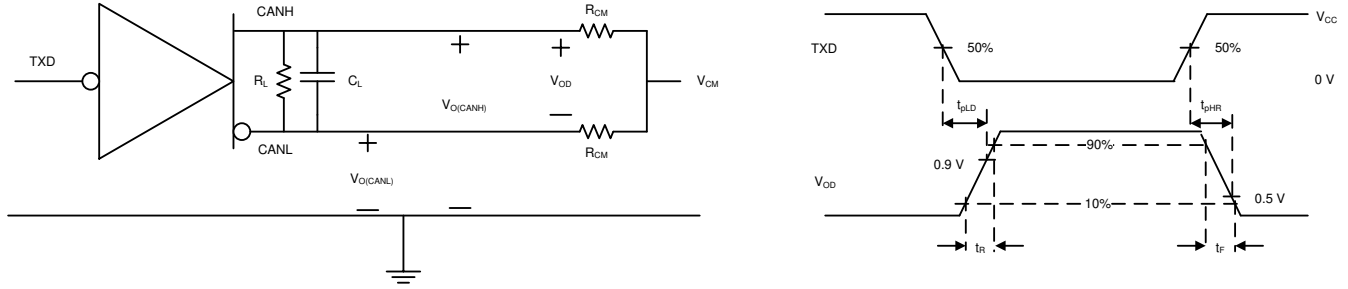 CANH
R_CM
TXD
R_L
C_L
+
+
V_OD
V_CM
V_O(CANH)
—
CANL
+
R_CM
V_O(CANL)
—
—
V_CC
TXD
50%
50%
0 V
t_pLD
t_pHR
90%
0.9 V
V_OD
10%
0.5 V
t_R
t_F